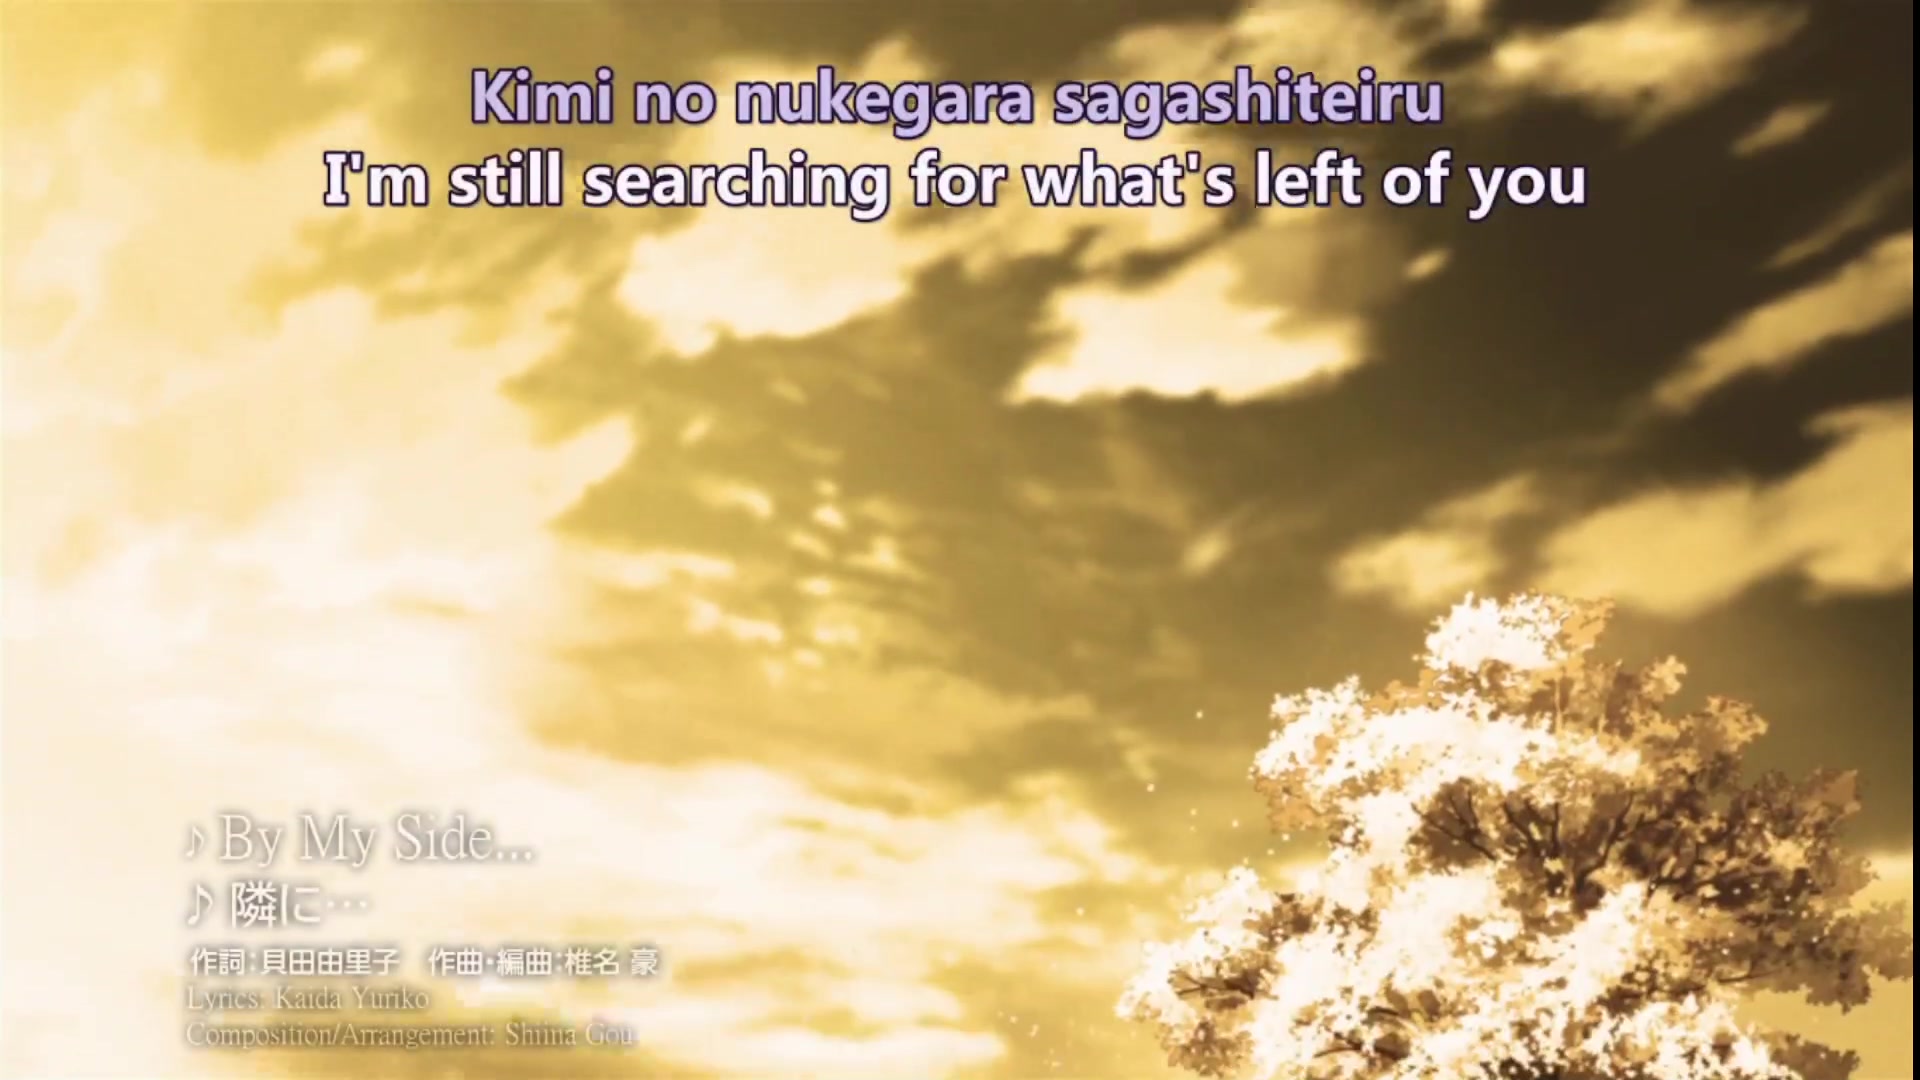 Kimi no nukegara sagashiteiru
I'm still searching for what's left of you
♪ By My Side...
♪ 隣に…
作詞：貝田由里子　作曲・編曲：椎名 豪
Lyrics: Kaida Yuriko
Composition/Arrangement: Shiina Gou